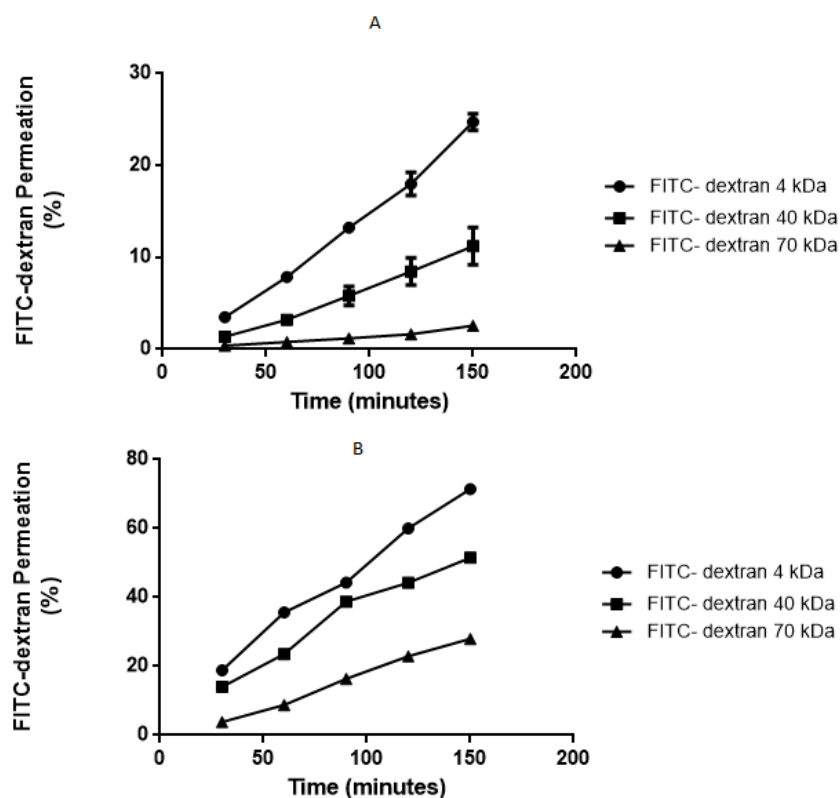 A
FITC-dextran Permeation
(%)
30
20
10
0
0 50 100 150 200
Time (minutes)
FITC- dextran 4 kDa
FITC- dextran 40 kDa
FITC- dextran 70 kDa
B
FITC-dextran Permeation
(%)
80
60
40
20
0
0 50 100 150 200
Time (minutes)
FITC- dextran 4 kDa
FITC- dextran 40 kDa
FITC- dextran 70 kDa